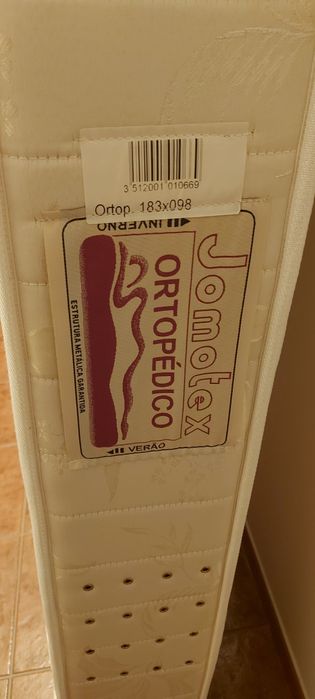 3 512001 010669
Ortop. 183x098
INVERNO
Jomotex
ORTOPÉDICO
ESTRUTURA METÁLICA GARANTIDA
VERÃO